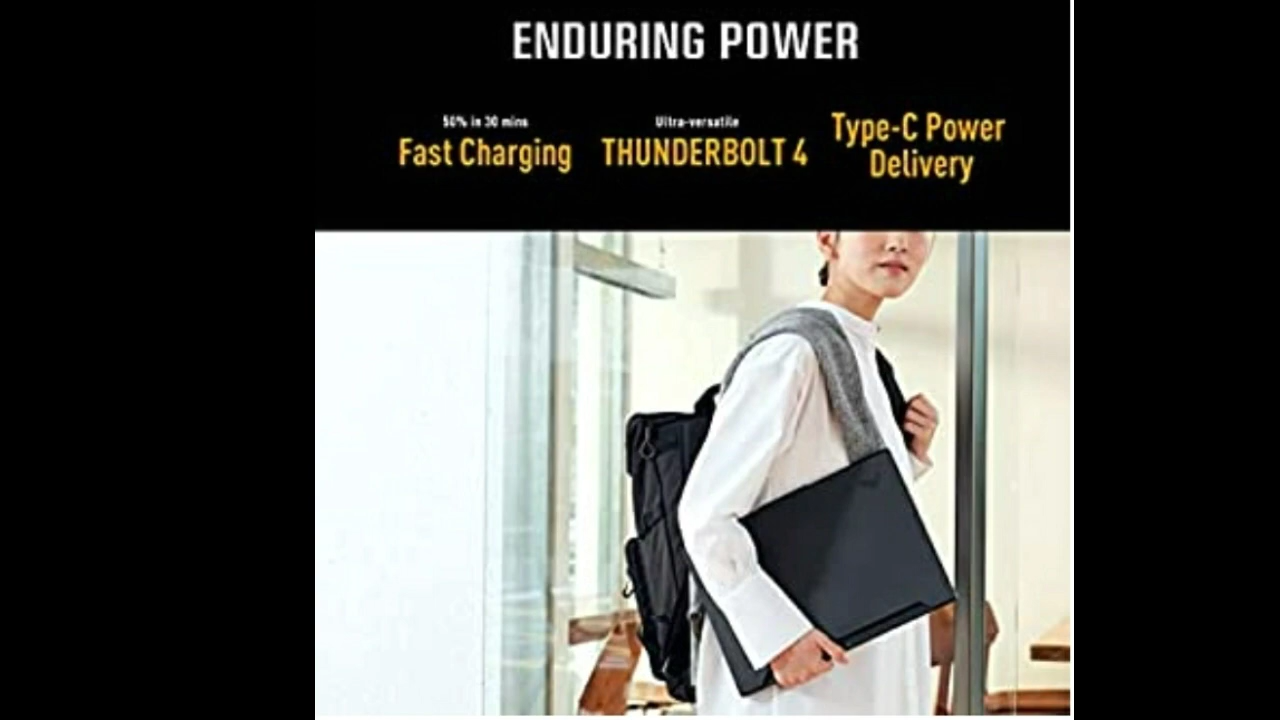 ENDURING POWER
50% in 30 mins
Fast Charging
Ultra-versatile
THUNDERBOLT 4
Type-C Power
Delivery